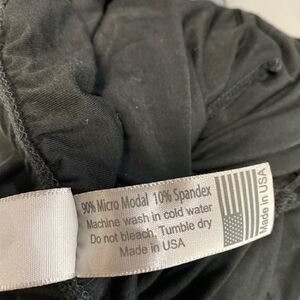 90% Micro Modal 10% Spandex
Machine wash in cold water
Do not bleach, Tumble dry
Made in USA
Made in USA